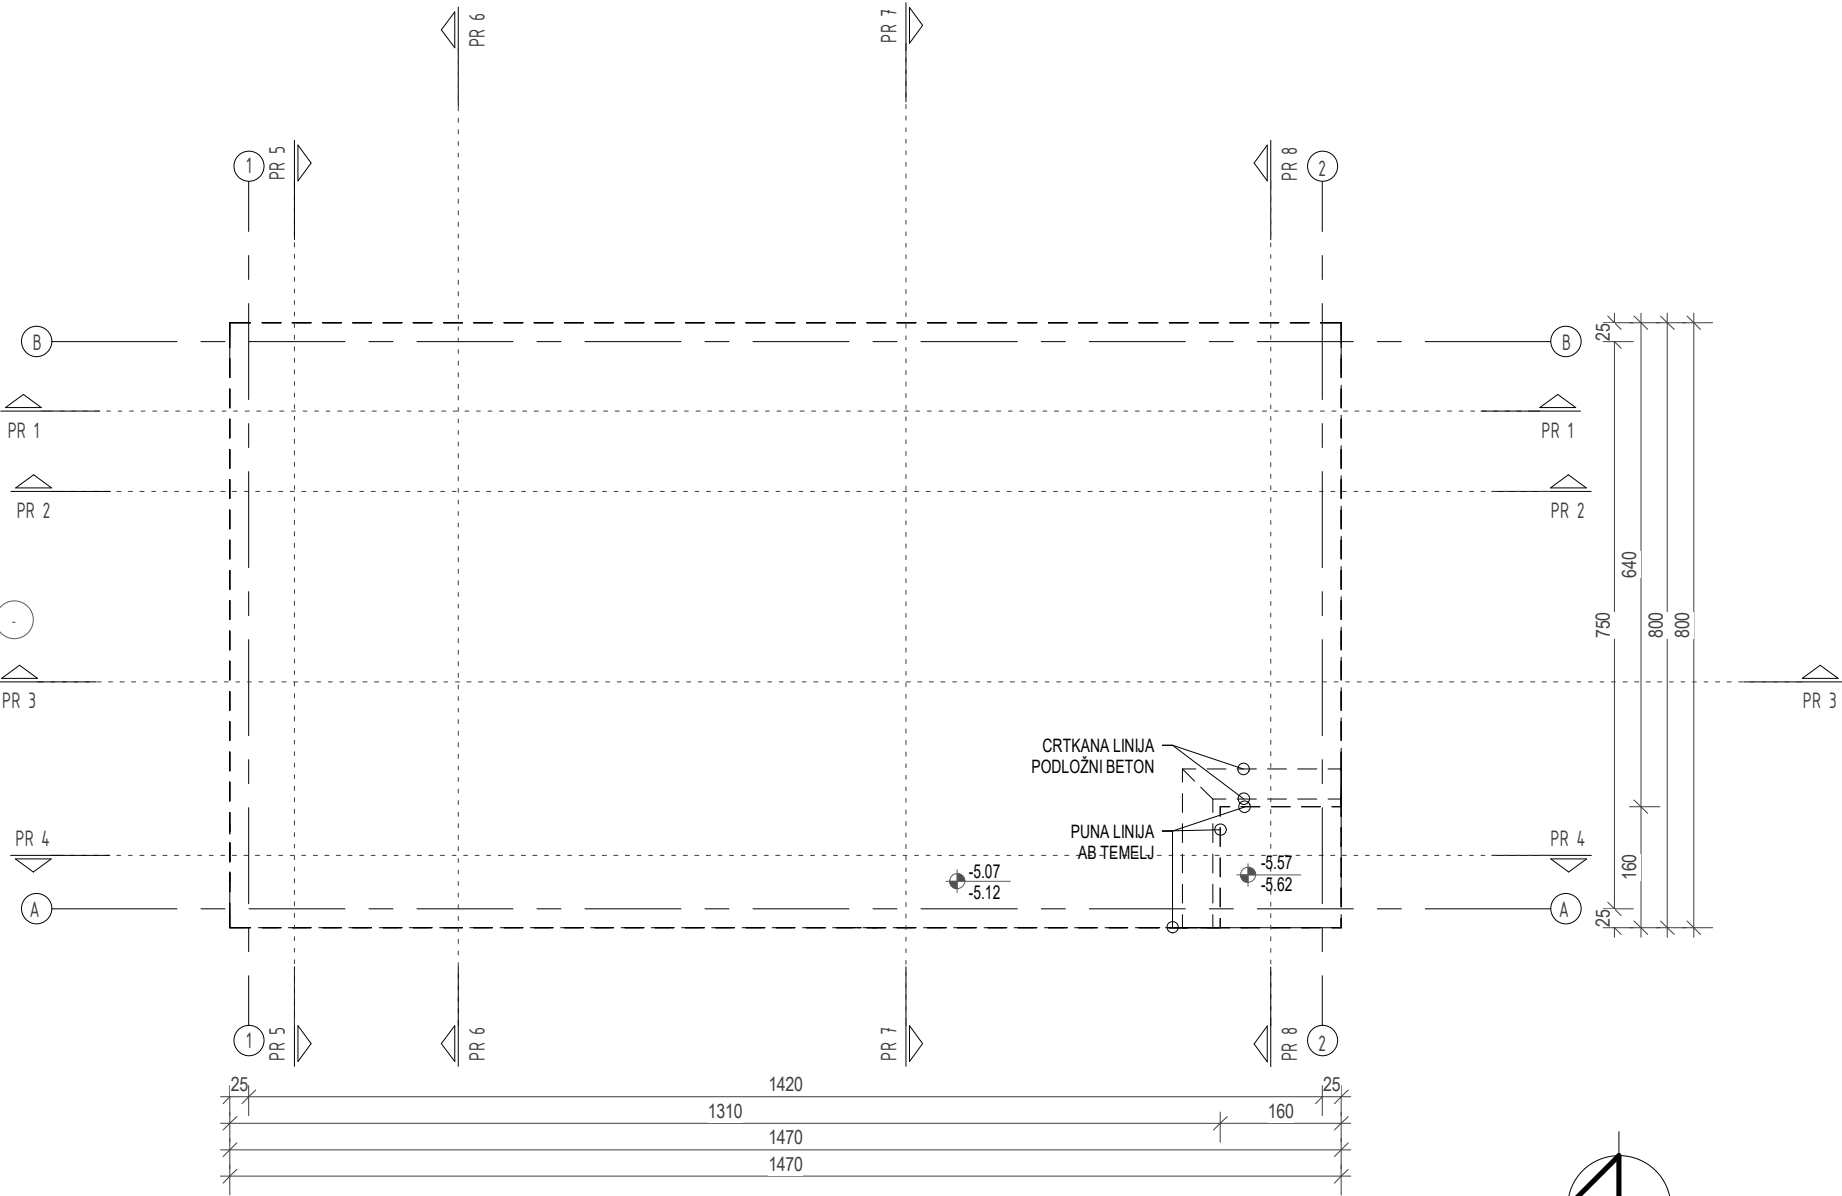 PR 6
PR 7
1
PR 5
PR 8
2
B
B
25
PR 1
PR 1
PR 2
PR 2
640
-
750
800
800
PR 3
PR 3
CRTKANA LINIJA
PODLOŽNI BETON
PUNA LINIJA
AB TEMELJ
PR 4
PR 4
-5.07
-5.12
-5.57
-5.62
160
A
A
25
1
PR 5
PR 6
PR 7
PR 8
2
25
1420
25
1310
160
1470
1470